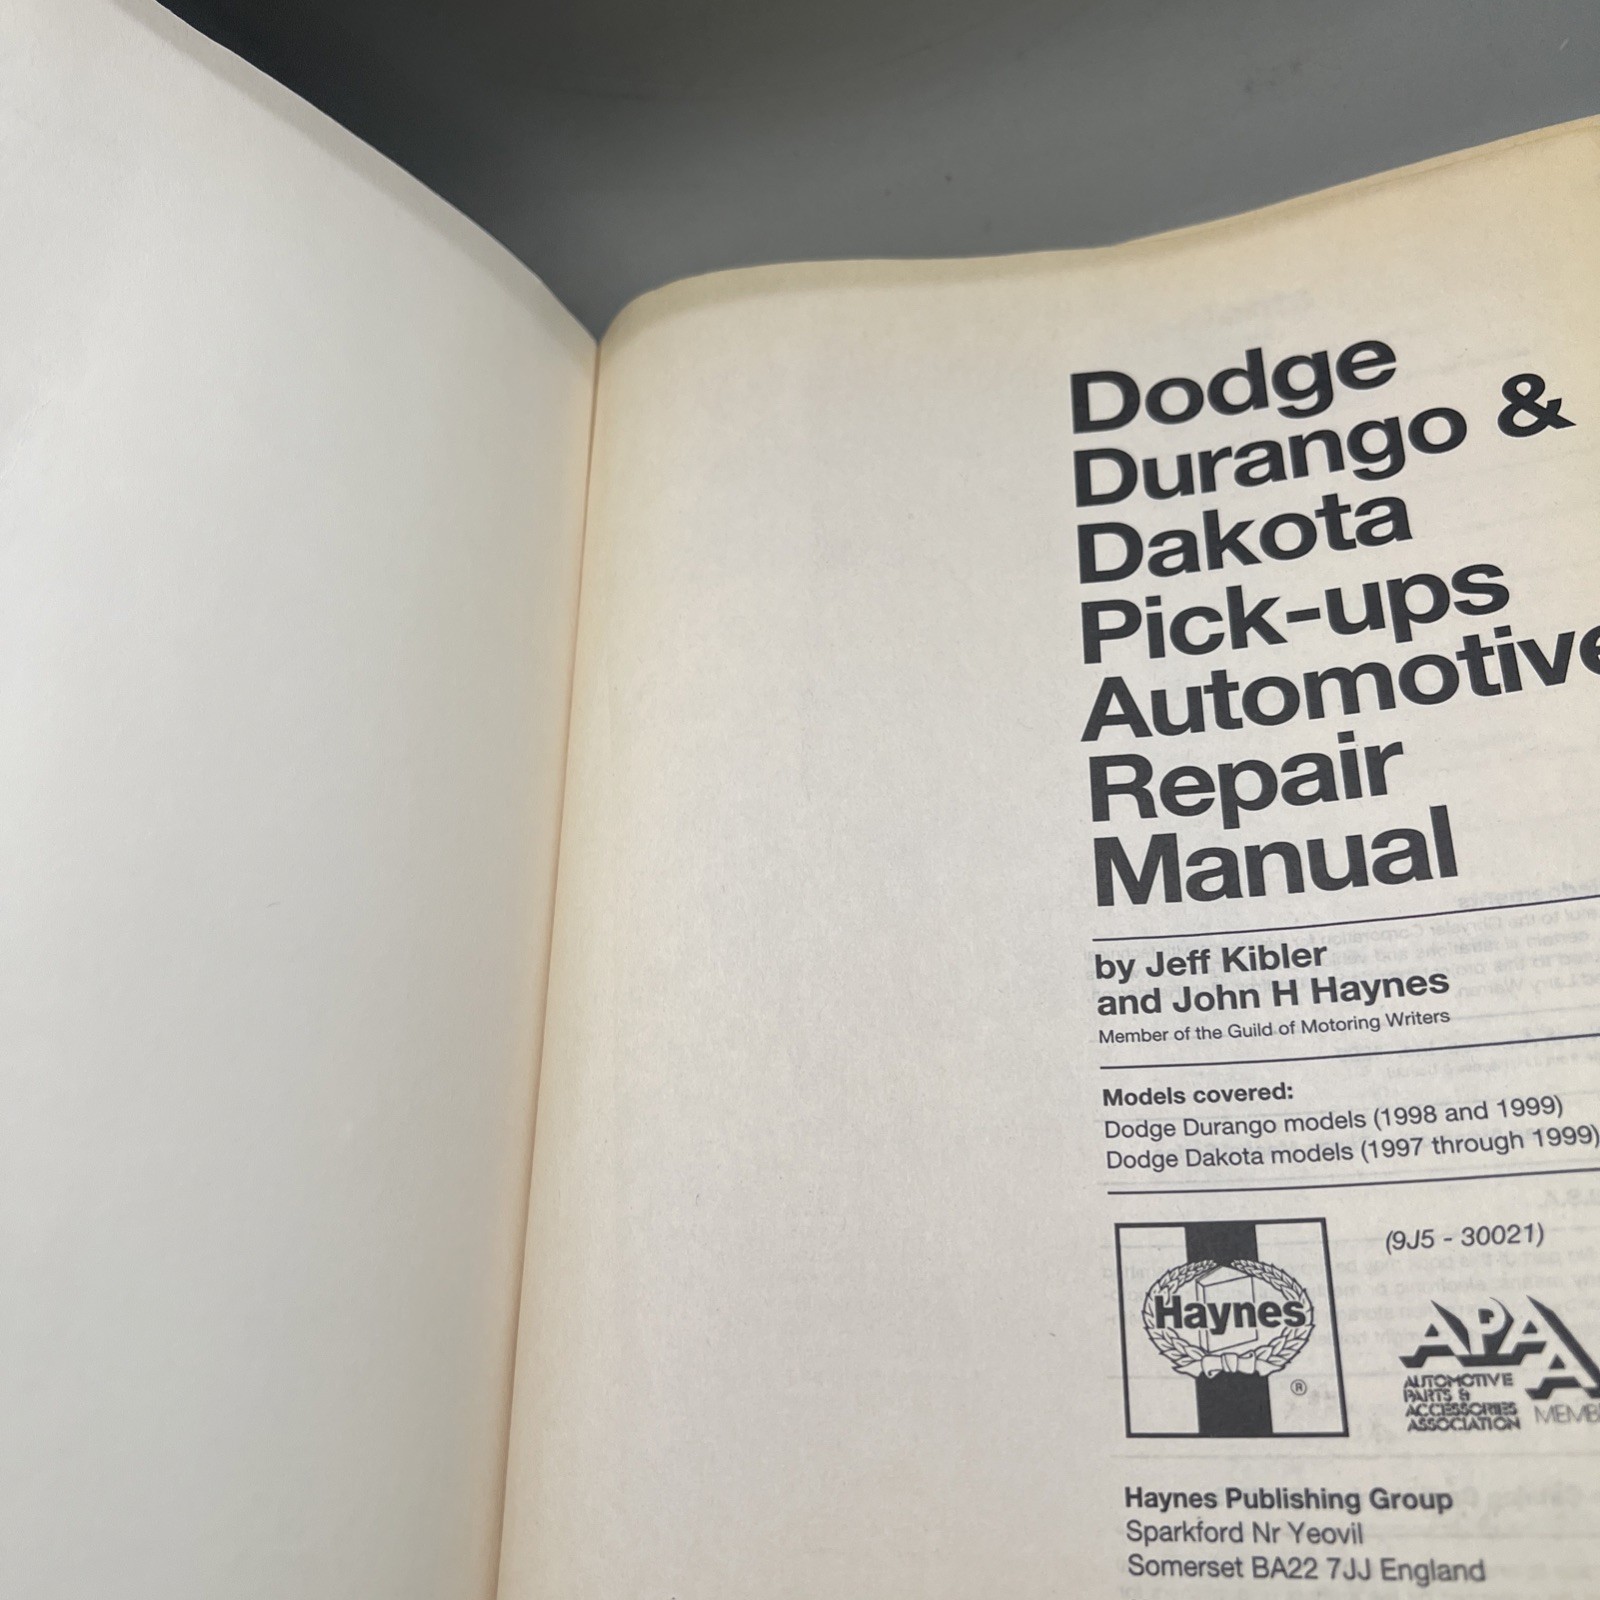 Dodge
Durango &
Dakota
Pick-ups
Automotive
Repair
Manual
by Jeff Kibler
and John H Haynes
Member of the Guild of Motoring Writers
Models covered:
Dodge Durango models (1998 and 1999)
Dodge Dakota models (1997 through 1999)
(9J5 - 30021)
Haynes
®
APAA
AUTOMOTIVE
PARTS &
ACCESSORIES
ASSOCIATION
MEMB
Haynes Publishing Group
Sparkford Nr Yeovil
Somerset BA22 7JJ England